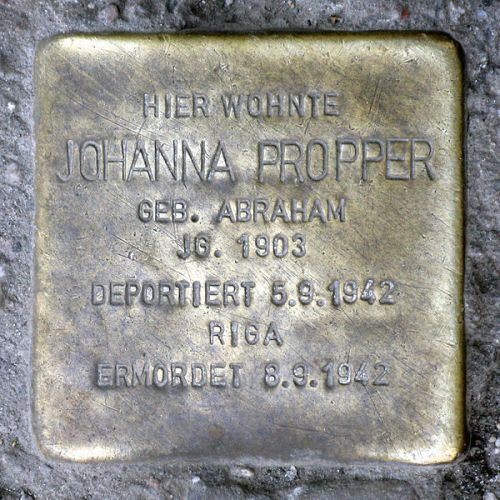 HIER WOHNTE
JOHANNA PROPPER
GEB. ABRAHAM
JG. 1903
DEPORTIERT 5.9.1942
RIGA
ERMORDET 8.9.1942